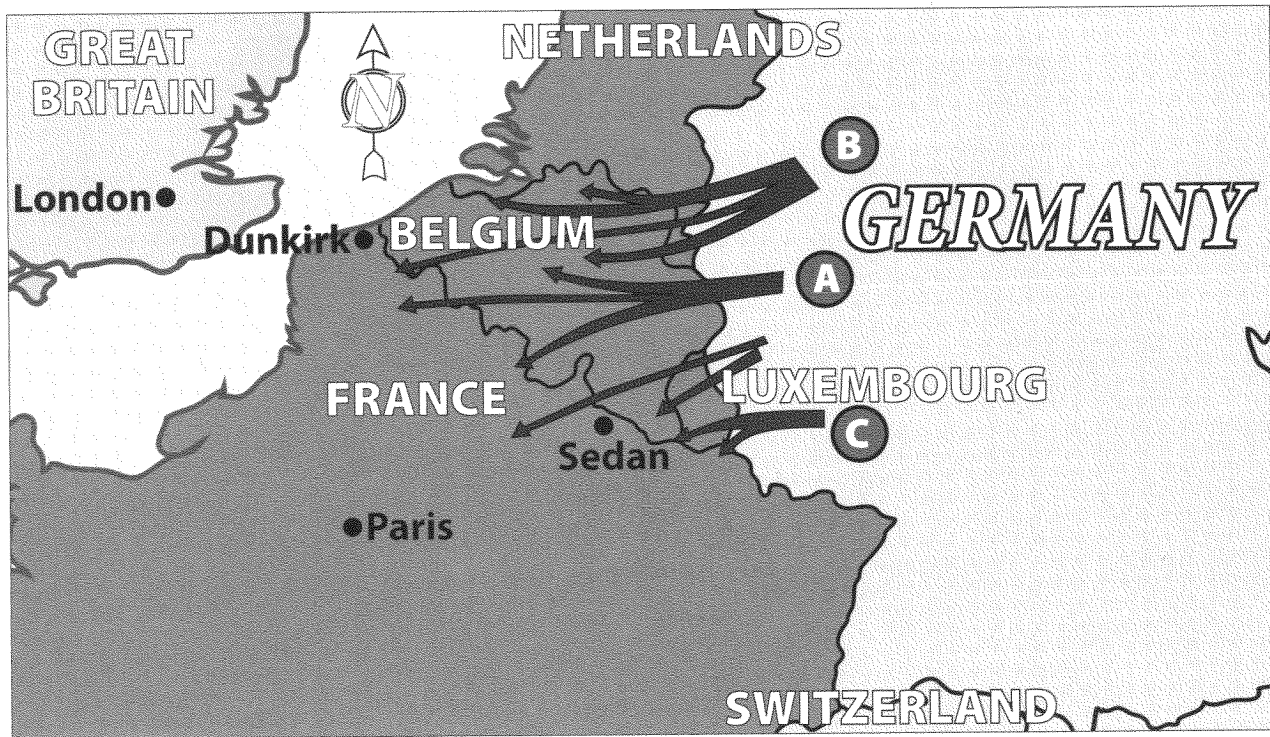 GREAT
BRITAIN
N
NETHERLANDS
B
London
GERMANY
Dunkirk
BELGIUM
A
FRANCE
LUXEMBOURG
C
Sedan
Paris
SWITZERLAND